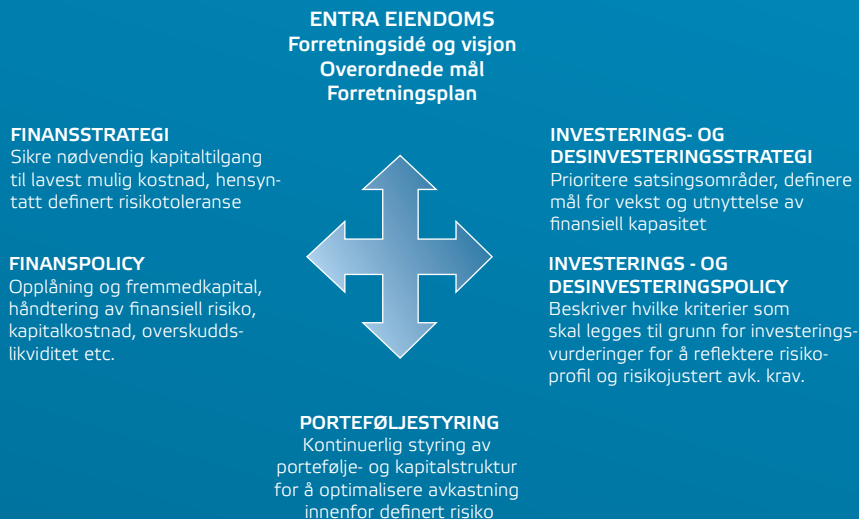 ENTRA EIENDOMS
Forretningsidé og visjon
Overordnede mål
Forretningsplan
FINANSSTRATEGI
Sikre nødvendig kapitaltilgang
til lavest mulig kostnad, hensyn-
tatt definert risikotoleranse
FINANSPOLICY
Opplåning og fremmedkapital,
håndtering av finansiell risiko,
kapitalkostnad, overskudds-
likviditet etc.
INVESTERINGS- OG
DESINVESTERINGSSTRATEGI
Prioritere satsingsområder, definere
mål for vekst og utnyttelse av
finansiell kapasitet
INVESTERINGS - OG
DESINVESTERINGSPOLICY
Beskriver hvilke kriterier som
skal legges til grunn for investerings-
vurderinger for å reflektere risiko-
profil og risikojustert avk. krav.
PORTEFØLJESTYRING
Kontinuerlig styring av
portefølje- og kapitalstruktur
for å optimalisere avkastning
innenfor definert risiko